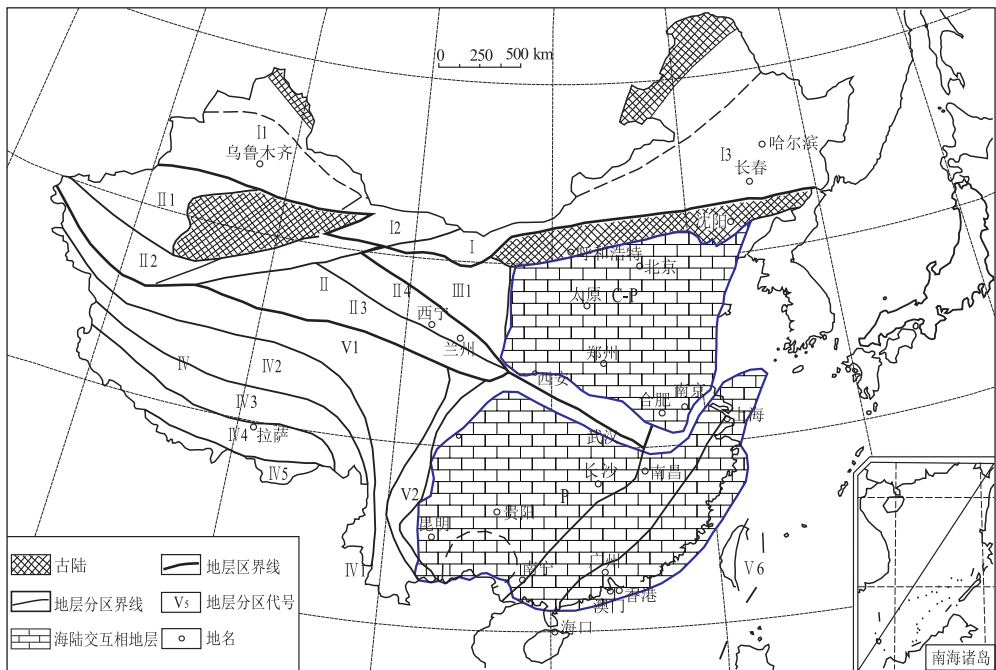 0 250 500 km
I1
乌鲁木齐
哈尔滨
I3
长春
II1
I2
沈阳
I
呼和浩特
II2
北京
II
II4
III1
太原
C-P
II3
西宁
V1
兰州
郑州
IV
IV2
西安
合肥
南京
IV3
上海
IV4
拉萨
武汉
IV5
长沙
南昌
V2
P
贵阳
昆明
IV1
南宁
广州
V6
香港
澳门
海口
古陆
地层区界线
地层分区界线
V5
地层分区代号
海陆交互相地层
地名
南海诸岛